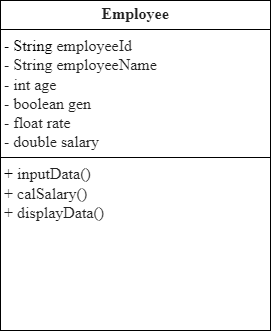 Employee
- String employeeId
- String employeeName
- int age
- boolean gen
- float rate
- double salary
+ inputData()
+ calSalary()
+ displayData()